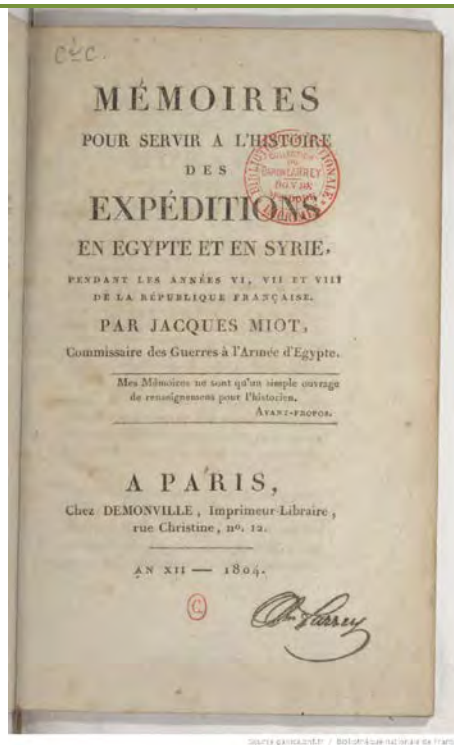 MÉMOIRES
POUR SERVIR A L'HISTOIRE
DES
EXPÉDITIONS
EN EGYPTE ET EN SYRIE,
PENDANT LES ANNÉES VI, VII ET VIII
DE LA RÉPUBLIQUE FRANÇAISE.
PAR JACQUES MIOT,
Commissaire des Guerres à l'Armée d'Egypte.
Mes Mémoires ne sont qu'un simple ouvrage
de renseignemens pour l'historien.
AVANT-PROPOS.
A PARIS,
Chez DEMONVILLE, Imprimeur-Libraire,
rue Christine, nº. 12.
AN XII — 1804.
Larrey
Source gallica.bnf.fr / Bibliothèque nationale de France